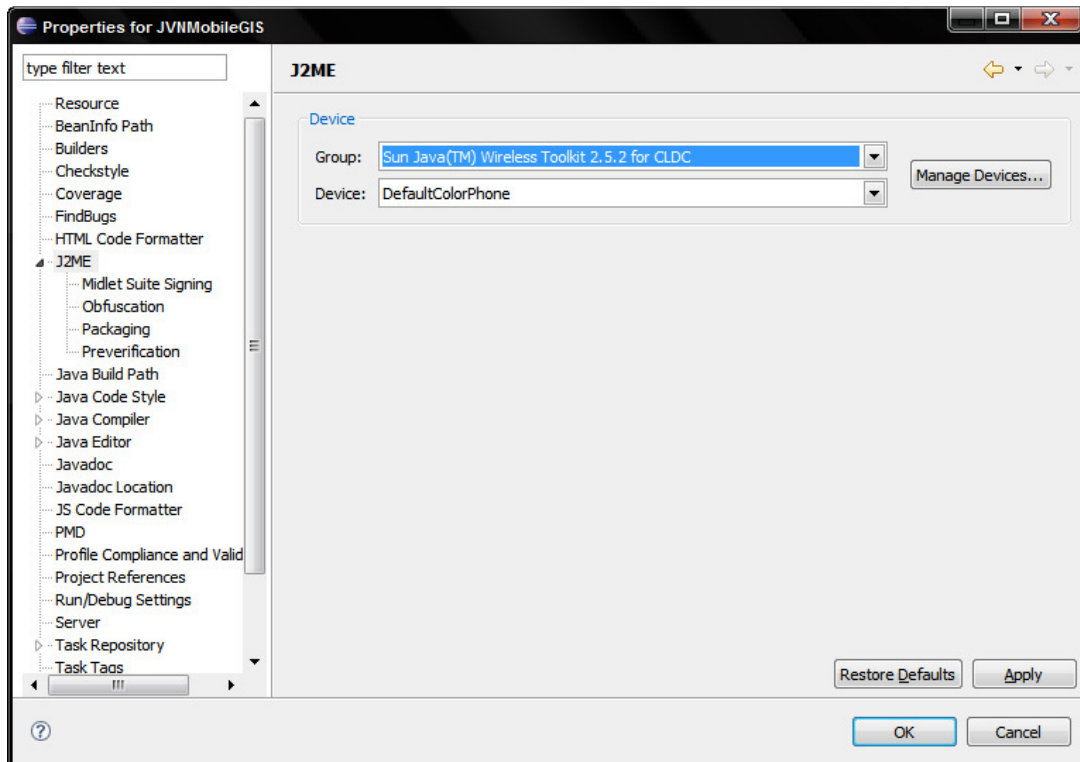 Properties for JVNMobileGIS
type filter text
Resource
BeanInfo Path
Builders
Checkstyle
Coverage
FindBugs
HTML Code Formatter
J2ME
Midlet Suite Signing
Obfuscation
Packaging
Preverification
Java Build Path
Java Code Style
Java Compiler
Java Editor
Javadoc
Javadoc Location
JS Code Formatter
PMD
Profile Compliance and Valid
Project References
Run/Debug Settings
Server
Task Repository
Task Tags
J2ME
Device
Group: Sun Java(TM) Wireless Toolkit 2.5.2 for CLDC
Manage Devices...
Device: DefaultColorPhone
Restore Defaults Apply
OK Cancel